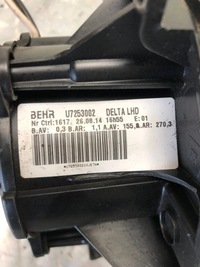 BEHR U7253002 DELTA LHD
Nr Ctrl:1617. 26.08.14 16h55 E:01
B.AV: 0,3 B.AR: 1,1 A.AV: 155,8 A.AR: 270,3